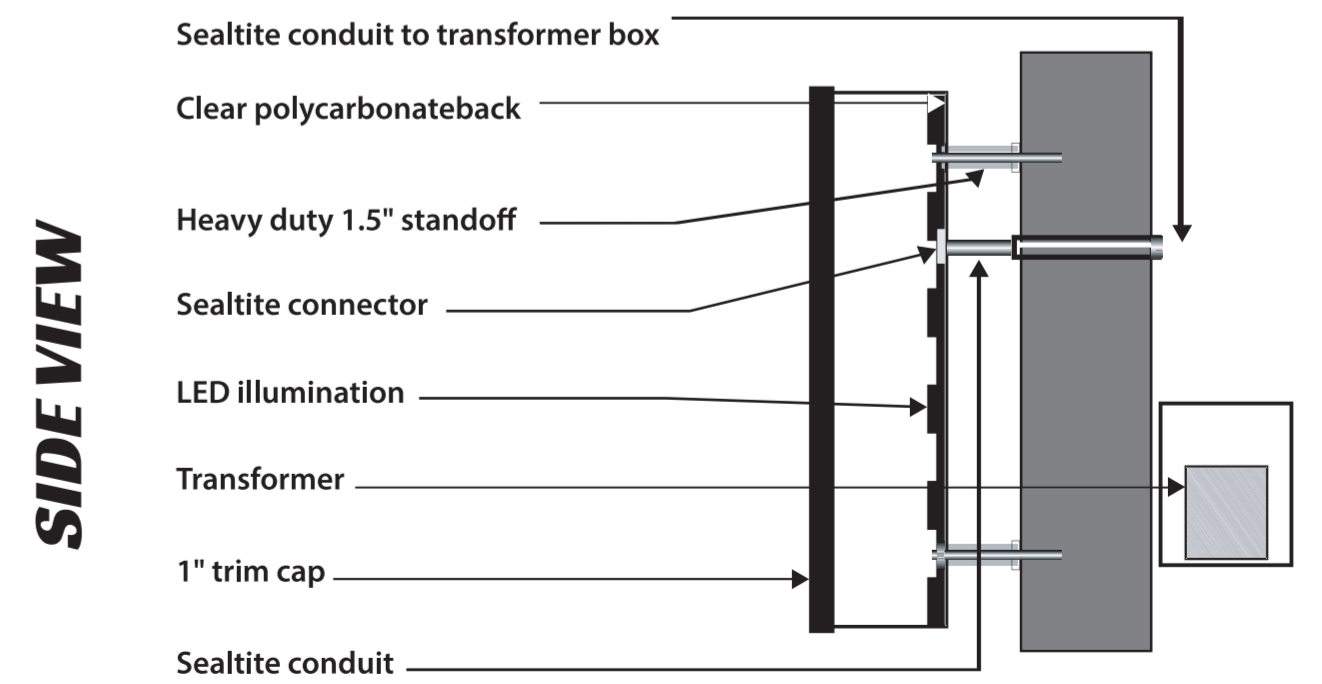 SIDE VIEW
Sealtite conduit to transformer box
Clear polycarbonateback
Heavy duty 1.5" standoff
Sealtite connector
LED illumination
Transformer
1" trim cap
Sealtite conduit